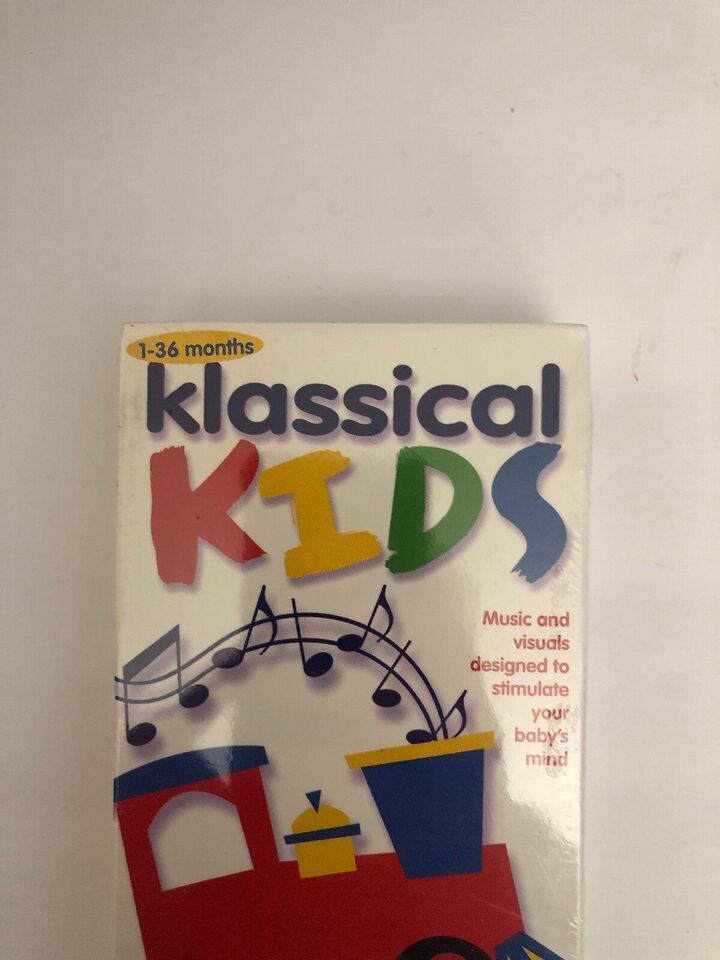 1-36 months
klassical
KIDS
Music and
visuals
designed to
stimulate
your
baby's
mind